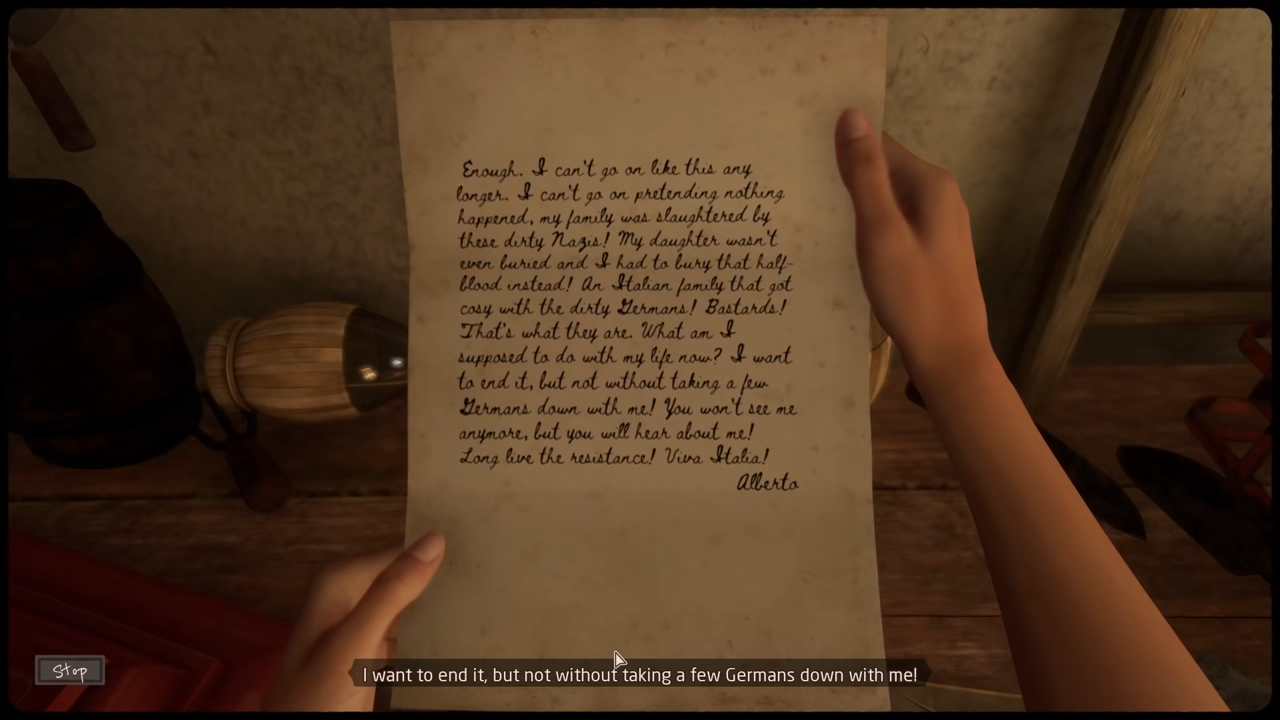 Enough. I can't go on like this any
longer. I can't go on pretending nothing
happened, my family was slaughtered by
these dirty Nazis! My daughter wasn't
even buried and I had to bury that half-
blood instead! An Italian family that got
cosy with the dirty Germans! Bastards!
That's what they are. What am I
supposed to do with my life now? I want
to end it, but not without taking a few
Germans down with me! You won't see me
anymore, but you will hear about me!
Long live the resistance! Viva Italia!
Alberto
Stop
I want to end it, but not without taking a few Germans down with me!